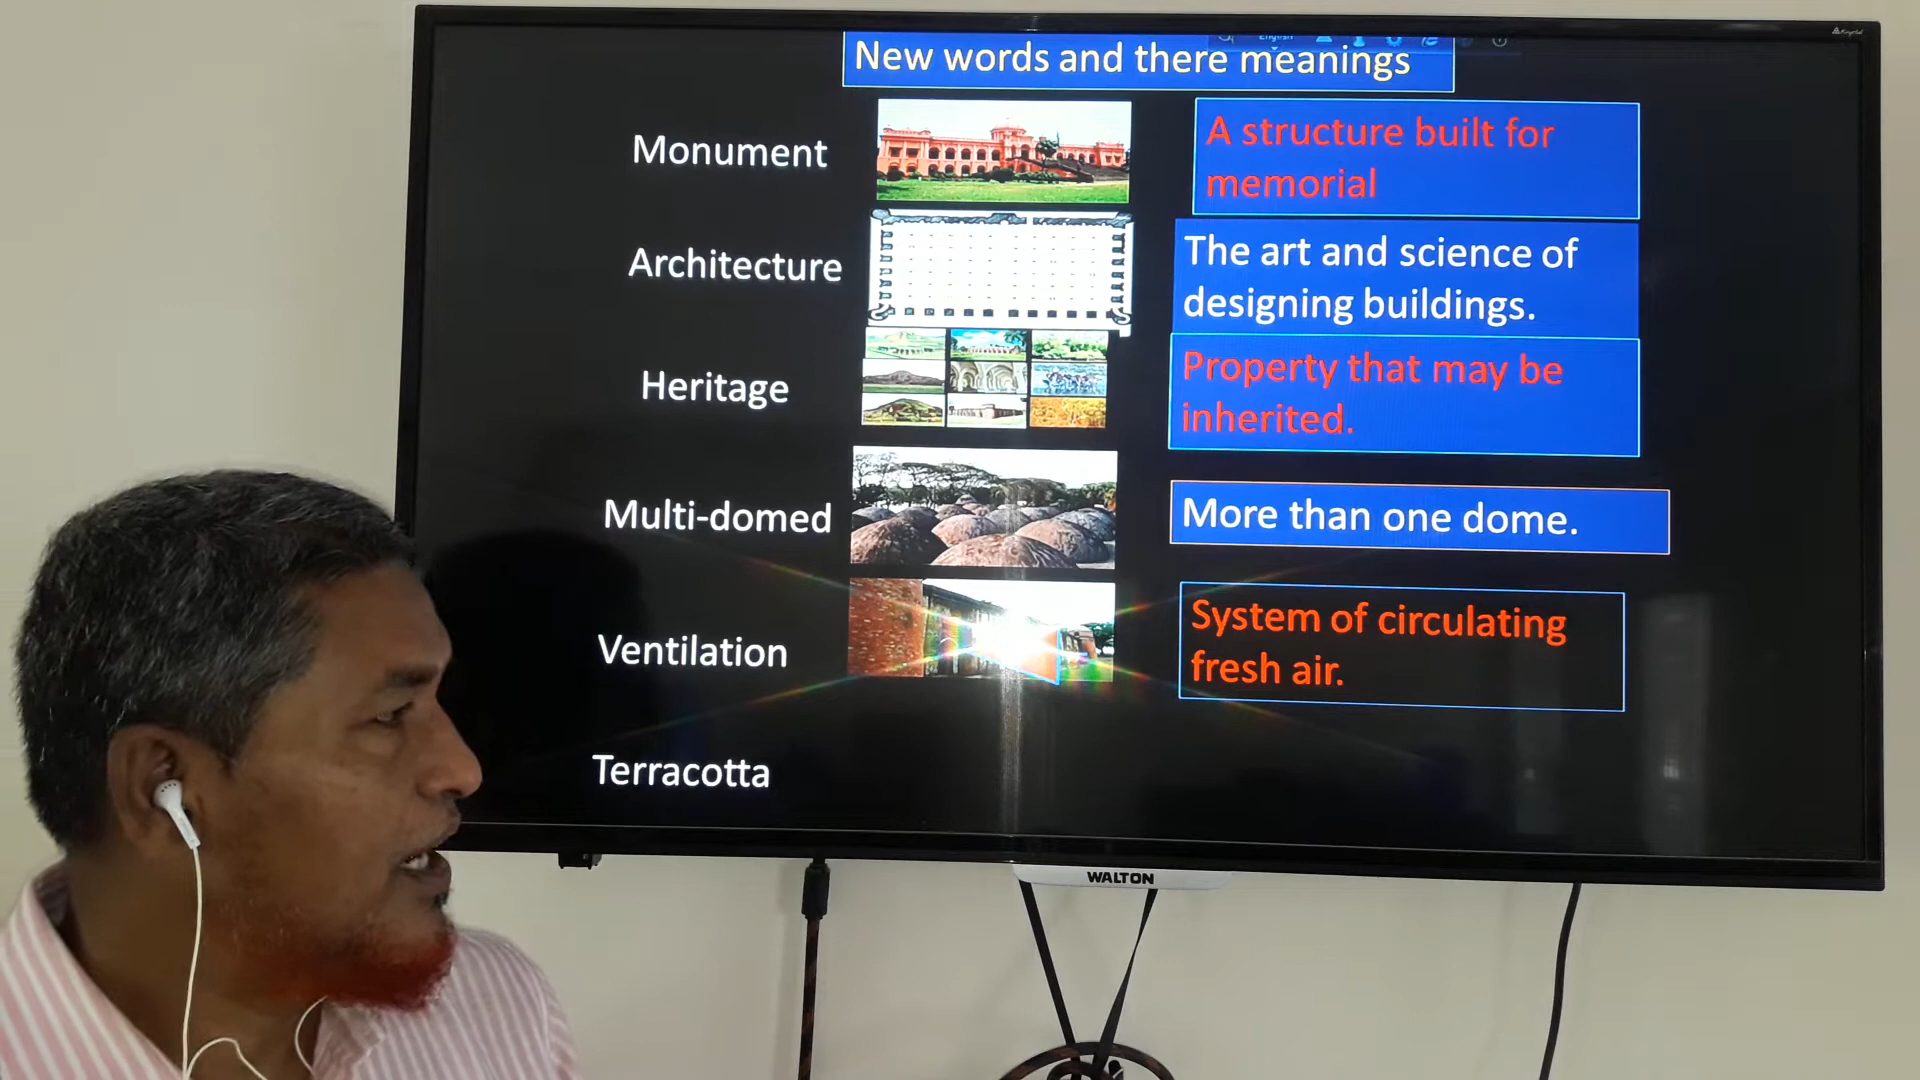 English
New words and there meanings
Monument
A structure built for
memorial
Architecture
The art and science of
designing buildings.
Heritage
Property that may be
inherited.
Multi-domed
More than one dome.
Ventilation
System of circulating
fresh air.
Terracotta
WALTON